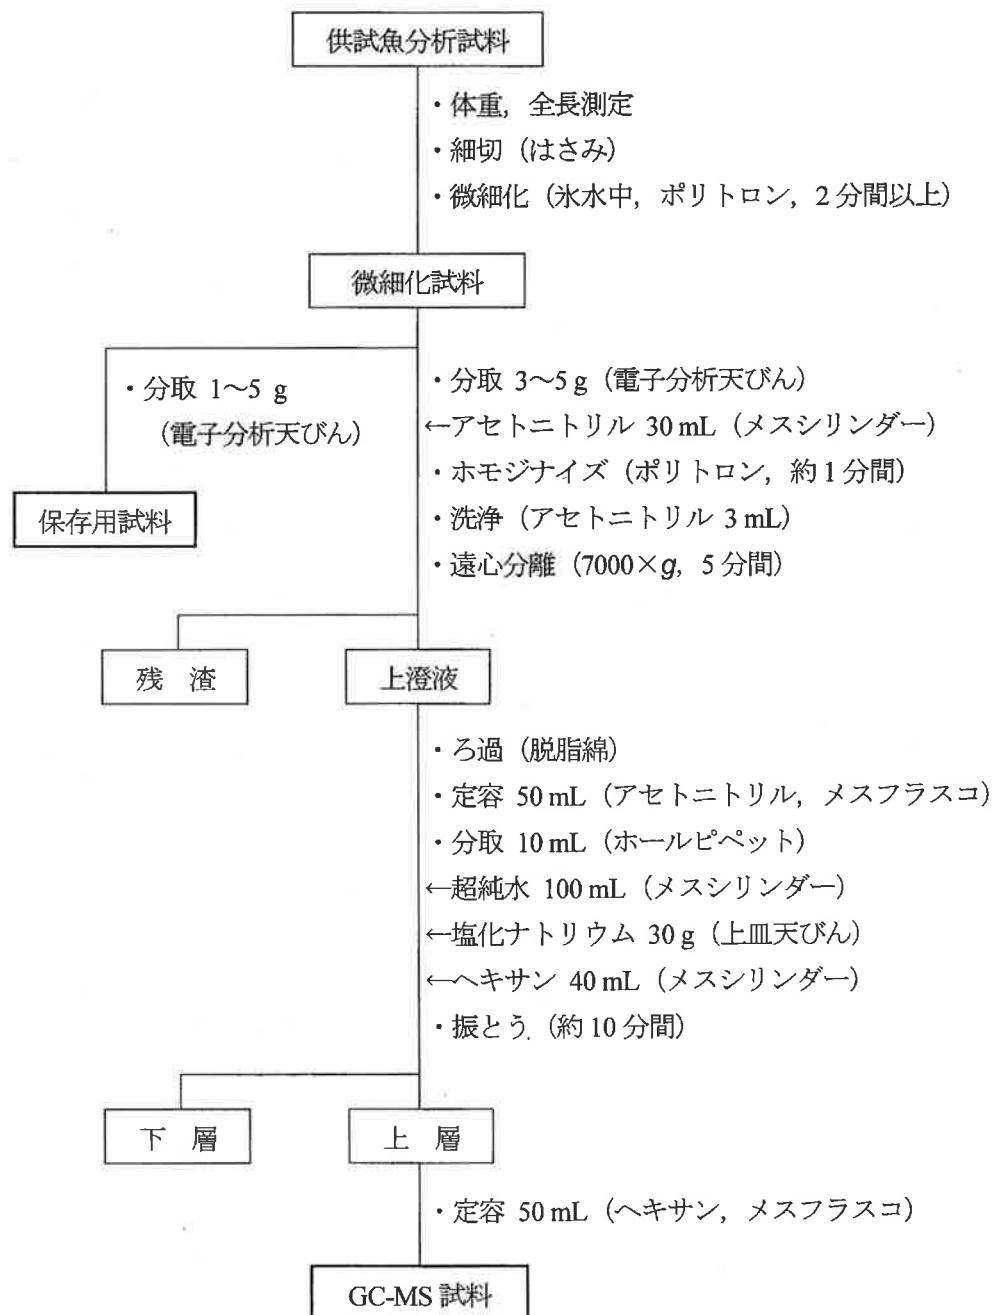 供試魚分析試料
・体重，全長測定
・細切（はさみ）
・微細化（氷水中，ポリトロン，2 分間以上）
微細化試料
・分取 1～5 g
（電子分析天びん）
保存用試料
・分取 3～5 g（電子分析天びん）
←アセトニトリル 30 mL（メスシリンダー）
・ホモジナイズ（ポリトロン，約 1 分間）
・洗浄（アセトニトリル 3 mL）
・遠心分離（7000×g，5 分間）
残　渣
上澄液
・ろ過（脱脂綿）
・定容 50 mL（アセトニトリル，メスフラスコ）
・分取 10 mL（ホールピペット）
←超純水 100 mL（メスシリンダー）
←塩化ナトリウム 30 g（上皿天びん）
←ヘキサン 40 mL（メスシリンダー）
・振とう（約 10 分間）
下　層
上　層
・定容 50 mL（ヘキサン，メスフラスコ）
GC-MS 試料